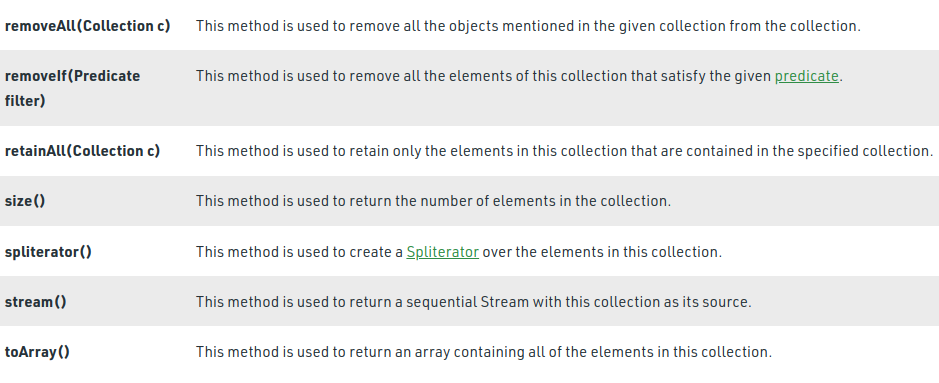 removeAll(Collection c) This method is used to remove all the objects mentioned in the given collection from the collection.
removeIf(Predicate This method is used to remove all the elements of this collection that satisfy the given predicate.
filter)
retainAll(Collection c) This method is used to retain only the elements in this collection that are contained in the specified collection.
size() This method is used to return the number of elements in the collection.
spliterator() This method is used to create a Spliterator over the elements in this collection.
stream() This method is used to return a sequential Stream with this collection as its source.
toArray() This method is used to return an array containing all of the elements in this collection.